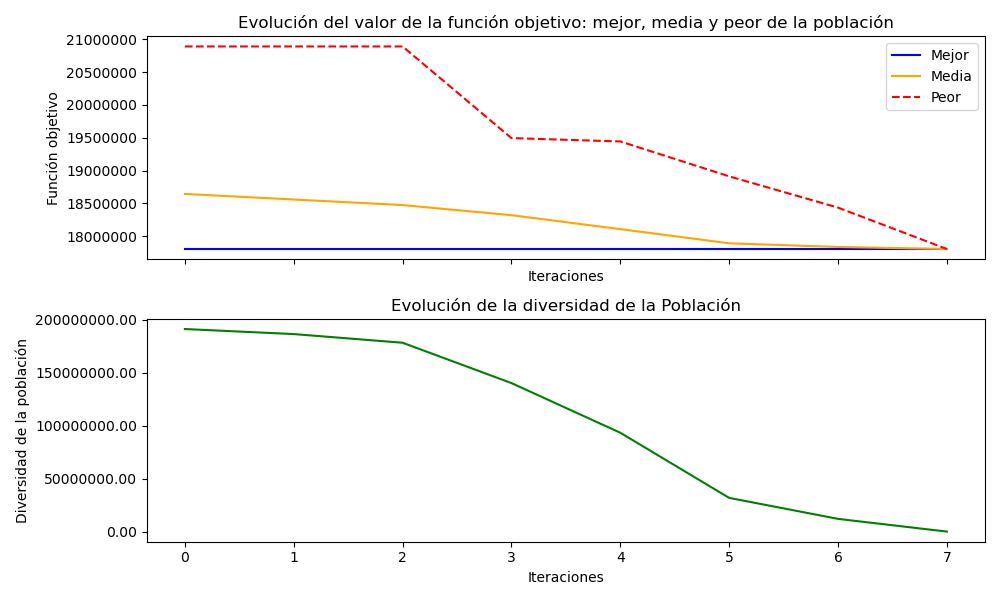 Evolución del valor de la función objetivo: mejor, media y peor de la población
21000000
20500000
20000000
19500000
19000000
18500000
18000000
Función objetivo
Mejor
Media
Peor
Iteraciones
Evolución de la diversidad de la Población
200000000.00
150000000.00
100000000.00
50000000.00
0.00
Diversidad de la población
0 1 2 3 4 5 6 7
Iteraciones